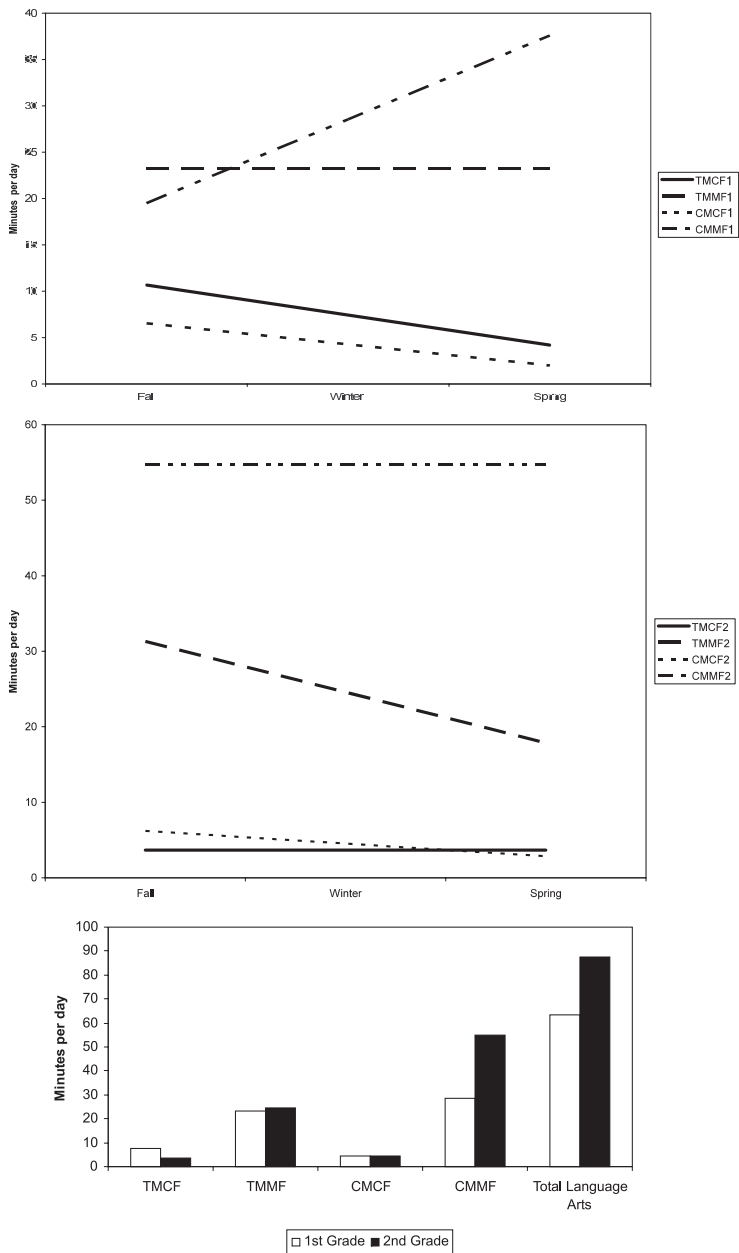 40
35
30
25
20
15
10
5
0
Minutes per day
Fall Winter Spring
TMCF1
TMMF1
CMCF1
CMMF1
60
50
40
30
20
10
0
Minutes per day
Fall Winter Spring
TMCF2
TMMF2
CMCF2
CMMF2
100
90
80
70
60
50
40
30
20
10
0
Minutes per day
TMCF TMMF CMCF CMMF Total Language
Arts
1st Grade 2nd Grade